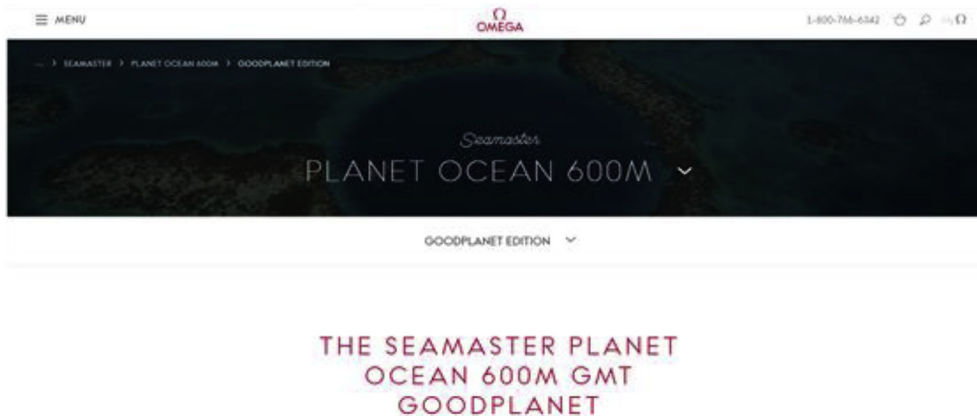 MENU
Ω
OMEGA
1-800-766-6342
... > SEAMASTER > PLANET OCEAN 600M > GOODPLANET EDITION
Seamaster
PLANET OCEAN 600M
GOODPLANET EDITION
THE SEAMASTER PLANET
OCEAN 600M GMT
GOODPLANET